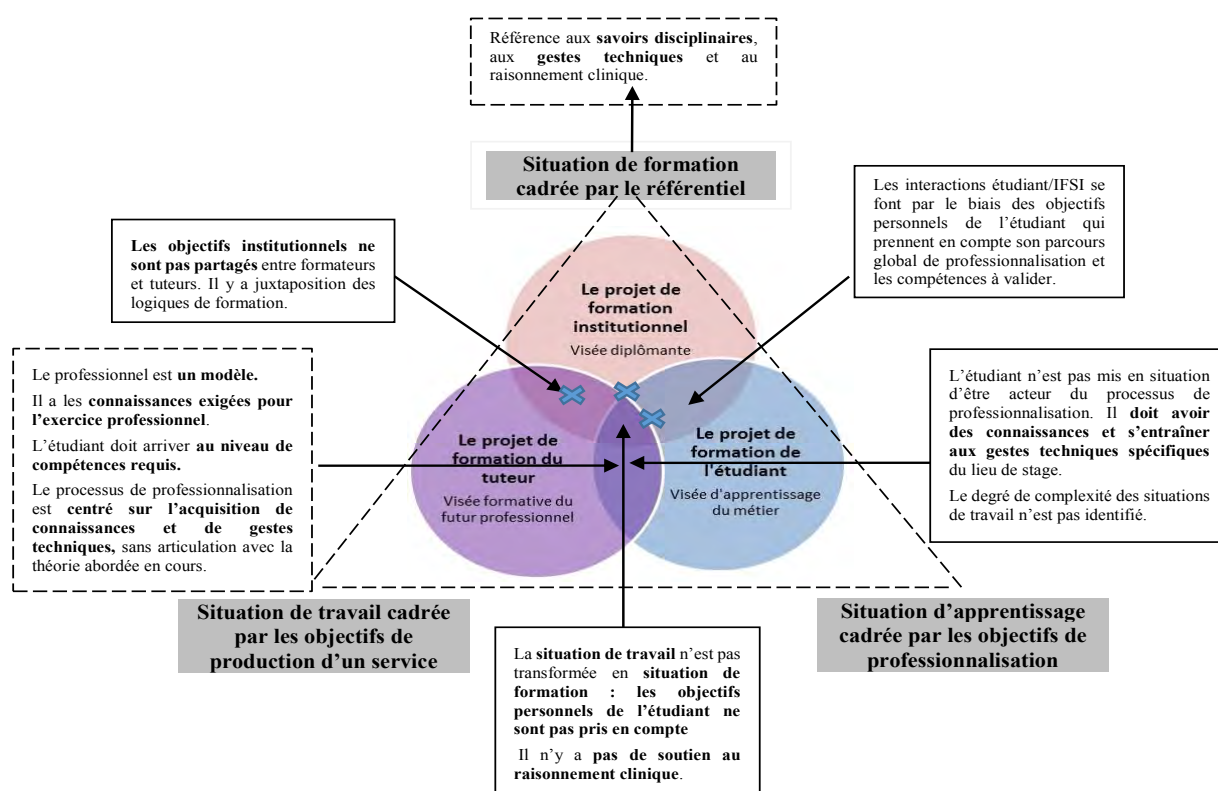 Référence aux savoirs disciplinaires,
aux gestes techniques et au
raisonnement clinique.
Situation de formation
cadrée par le référentiel
Les objectifs institutionnels ne
sont pas partagés entre formateurs
et tuteurs. Il y a juxtaposition des
logiques de formation.
Les interactions étudiant/IFSI se
font par le biais des objectifs
personnels de l'étudiant qui
prennent en compte son parcours
global de professionnalisation et
les compétences à valider.
Le projet de
formation
institutionnel
Visée diplômante
Le professionnel est un modèle.
Il a les connaissances exigées pour
l'exercice professionnel.
L'étudiant doit arriver au niveau de
compétences requis.
Le processus de professionnalisation
est centré sur l'acquisition de
connaissances et de gestes
techniques, sans articulation avec la
théorie abordée en cours.
Le projet de
formation du
tuteur
Visée formative du
futur professionnel
Le projet de
formation de
l'étudiant
Visée d'apprentissage
du métier
L'étudiant n'est pas mis en situation
d'être acteur du processus de
professionnalisation. Il doit avoir
des connaissances et s'entraîner
aux gestes techniques spécifiques
du lieu de stage.
Le degré de complexité des situations
de travail n'est pas identifié.
Situation de travail cadrée
par les objectifs de
production d'un service
Situation d'apprentissage
cadrée par les objectifs de
professionnalisation
La situation de travail n'est pas
transformée en situation de
formation : les objectifs
personnels de l'étudiant ne
sont pas pris en compte
Il n'y a pas de soutien au
raisonnement clinique.